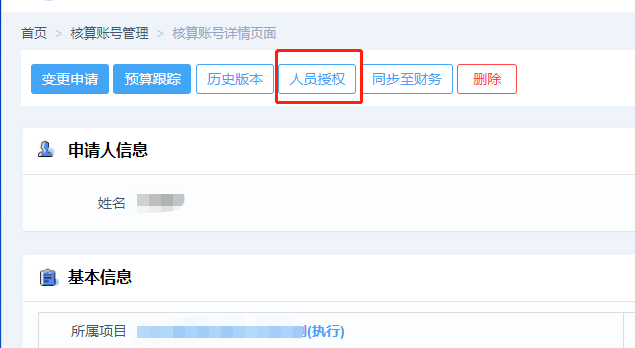 首页 > 核算账号管理 > 核算账号详情页面
变更申请 预算跟踪 历史版本 人员授权 同步至财务 删除
申请人信息
姓名
基本信息
所属项目 (执行)